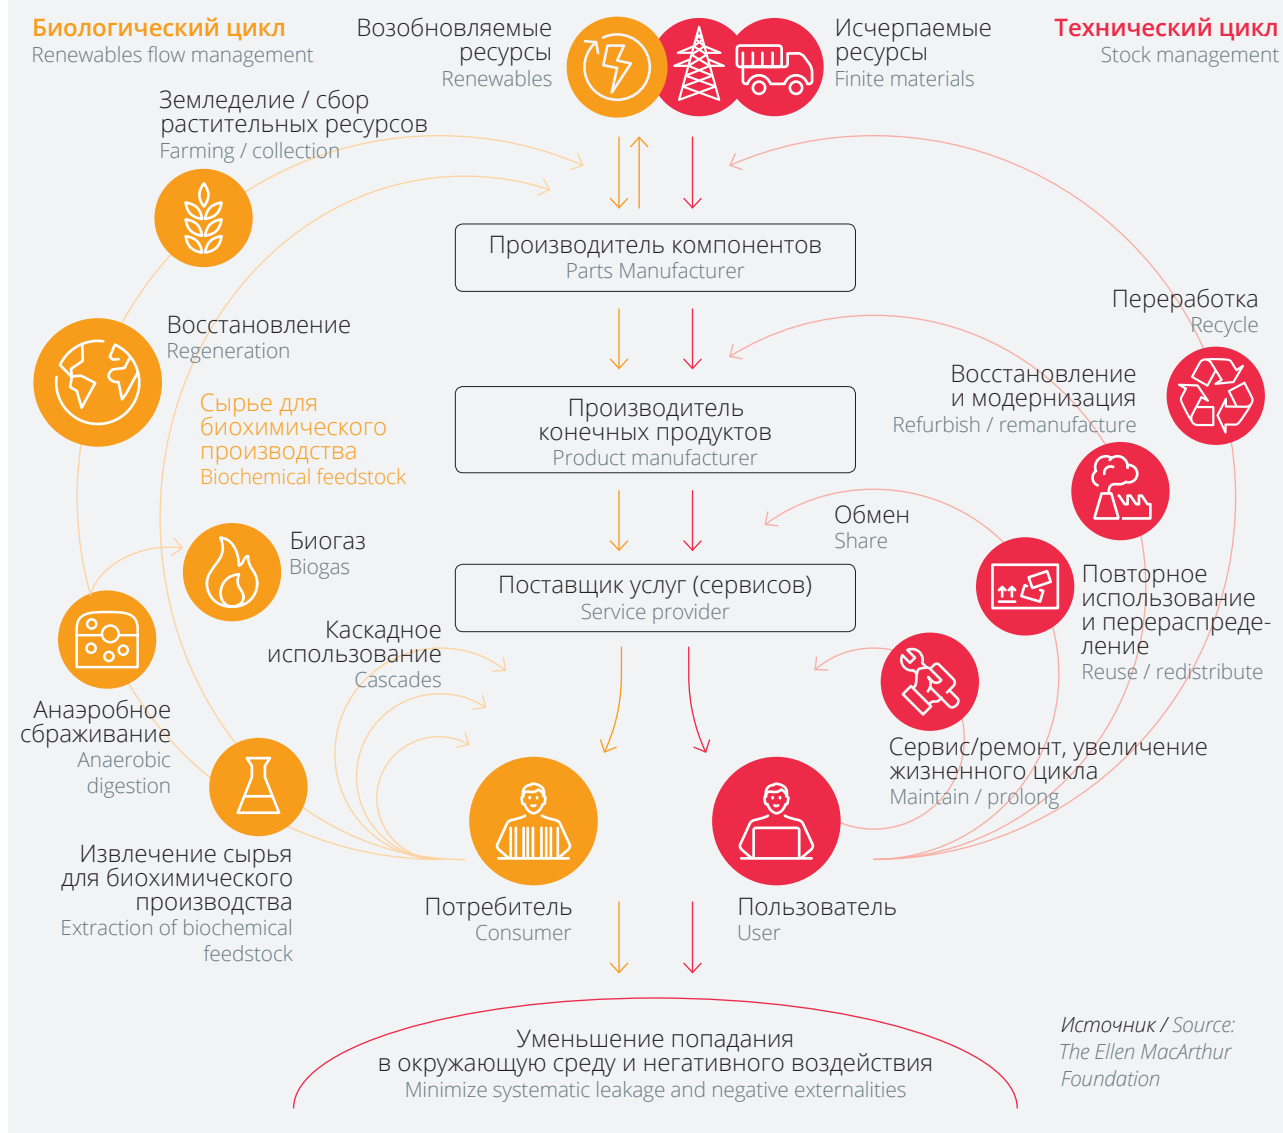 Биологический цикл
Renewables flow management
Возобновляемые
ресурсы
Renewables
Исчерпаемые
ресурсы
Finite materials
Технический цикл
Stock management
Земледелие / сбор
растительных ресурсов
Farming / collection
Производитель компонентов
Parts Manufacturer
Восстановление
Regeneration
Переработка
Recycle
Сырье для
биохимического
производства
Biochemical feedstock
Производитель
конечных продуктов
Product manufacturer
Восстановление
и модернизация
Refurbish / remanufacture
Биогаз
Biogas
Обмен
Share
Поставщик услуг (сервисов)
Service provider
Повторное
использование
и перераспреде-
ление
Reuse / redistribute
Каскадное
использование
Cascades
Анаэробное
сбраживание
Anaerobic
digestion
Сервис/ремонт, увеличение
жизненного цикла
Maintain / prolong
Извлечение сырья
для биохимического
производства
Extraction of biochemical
feedstock
Потребитель
Consumer
Пользователь
User
Уменьшение попадания
в окружающую среду и негативного воздействия
Minimize systematic leakage and negative externalities
Источник / Source:
The Ellen MacArthur
Foundation